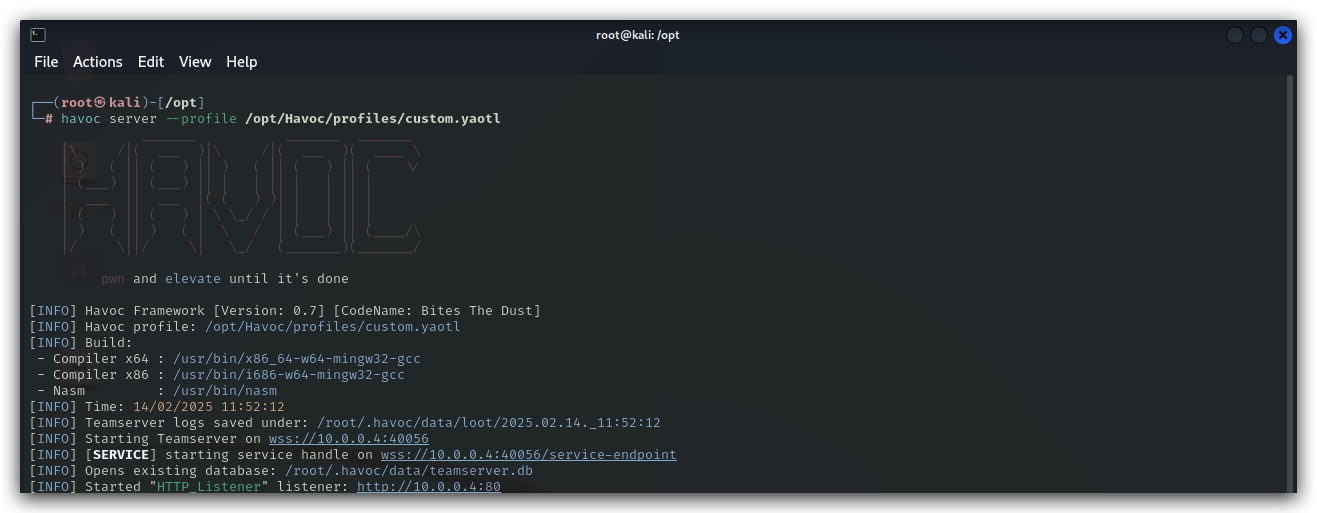 root@kali: /opt
File Actions Edit View Help
┌──(root㉿kali)-[/opt]
└─# havoc server --profile /opt/Havoc/profiles/custom.yaotl
HAVOC
pwn and elevate until it's done
[INFO] Havoc Framework [Version: 0.7] [CodeName: Bites The Dust]
[INFO] Havoc profile: /opt/Havoc/profiles/custom.yaotl
[INFO] Build:
- Compiler x64 : /usr/bin/x86_64-w64-mingw32-gcc
- Compiler x86 : /usr/bin/i686-w64-mingw32-gcc
- Nasm : /usr/bin/nasm
[INFO] Time: 14/02/2025 11:52:12
[INFO] Teamserver logs saved under: /root/.havoc/data/loot/2025.02.14._11:52:12
[INFO] Starting Teamserver on wss://10.0.0.4:40056
[INFO] [SERVICE] starting service handle on wss://10.0.0.4:40056/service-endpoint
[INFO] Opens existing database: /root/.havoc/data/teamserver.db
[INFO] Started "HTTP_Listener" listener: http://10.0.0.4:80